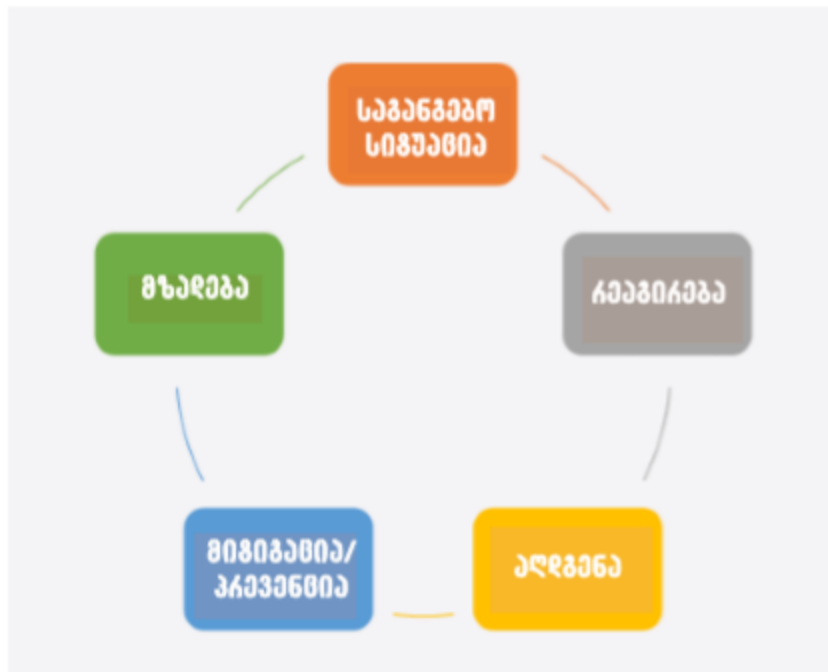 საგანგებო
სიტუაცია
რეაგირება
აღდგენა
მიტიგაცია/
პრევენცია
მზადება